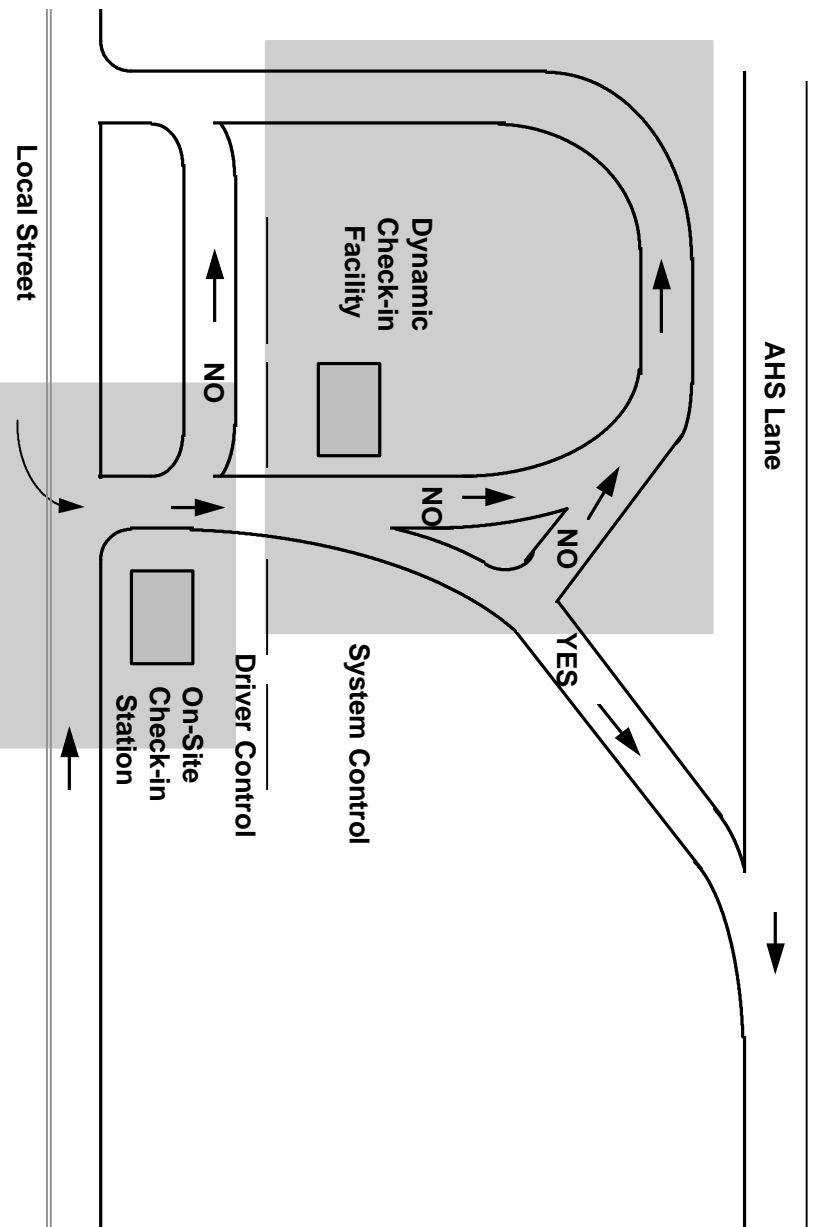 AHS Lane
Dynamic
Check-in
Facility
NO
NO
NO
YES
System Control
Driver Control
On-Site
Check-in
Station
Local Street